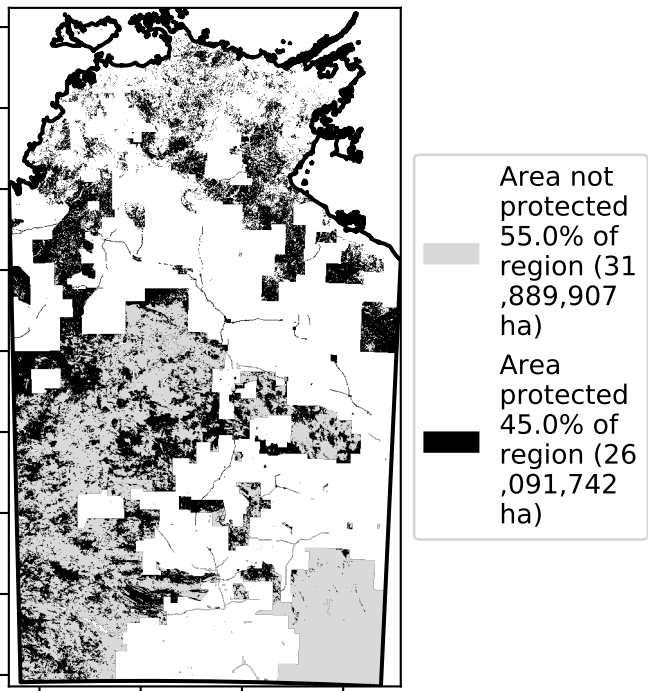 Area not
protected
55.0% of
region (31
,889,907
ha)
Area
protected
45.0% of
region (26
,091,742
ha)